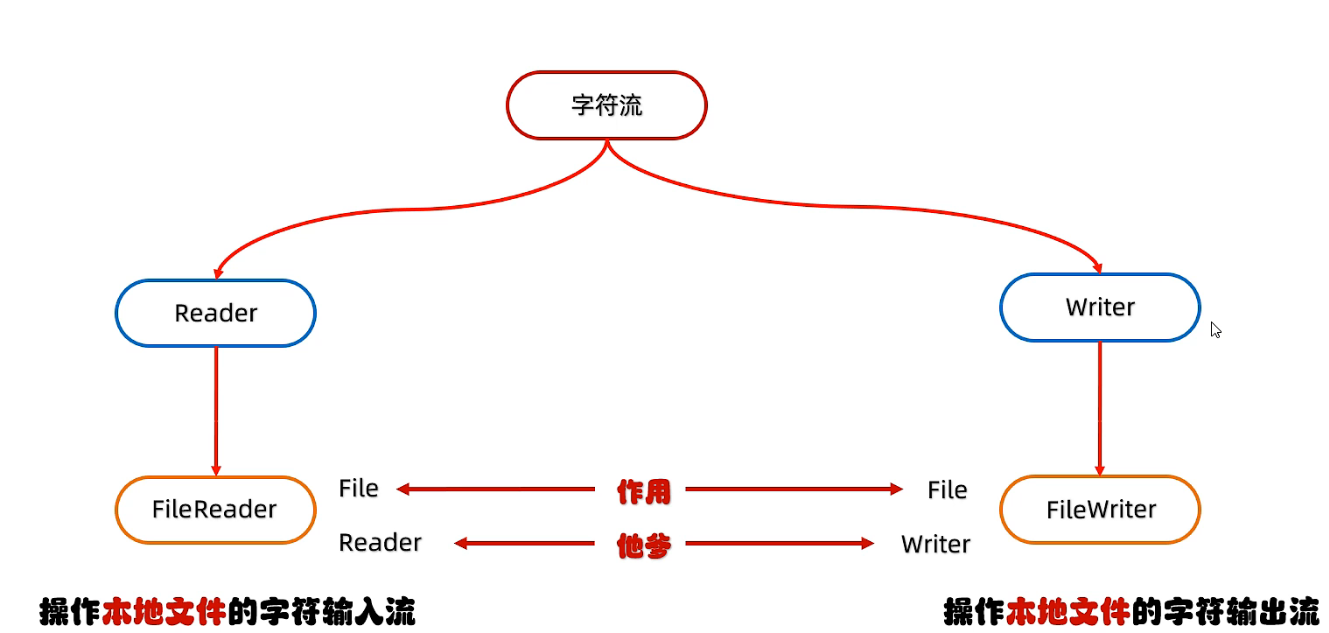 字符流
Reader
Writer
FileReader
File
作用
File
FileWriter
Reader
他爹
Writer
操作本地文件的字符输入流
操作本地文件的字符输出流